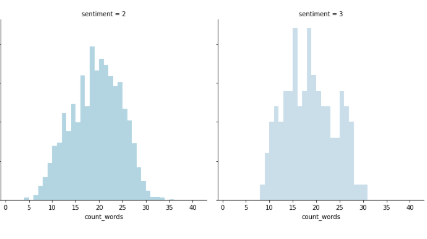 sentiment = 2
sentiment = 3
0 5 10 15 20 25 30 35 40
0 5 10 15 20 25 30 35 40
count_words
count_words